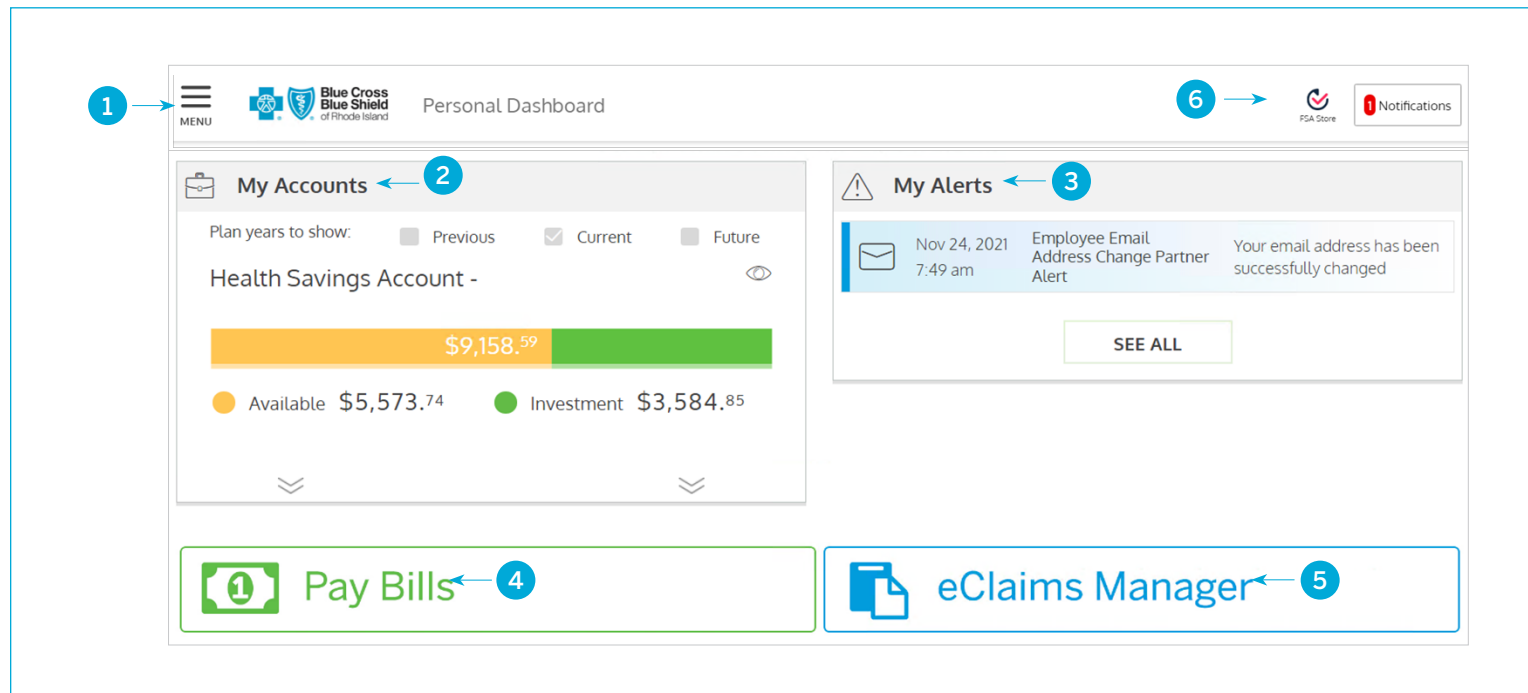 1
MENU
Blue Cross
Blue Shield
of Rhode Island
Personal Dashboard
6
FSA Store
1 Notifications
My Accounts
2
Plan years to show:
Previous
Current
Future
Health Savings Account -
$9,158.59
Available $5,573.74
Investment $3,584.85
My Alerts
3
Nov 24, 2021
7:49 am
Employee Email
Address Change Partner
Alert
Your email address has been
successfully changed
SEE ALL
1
Pay Bills
4
eClaims Manager
5